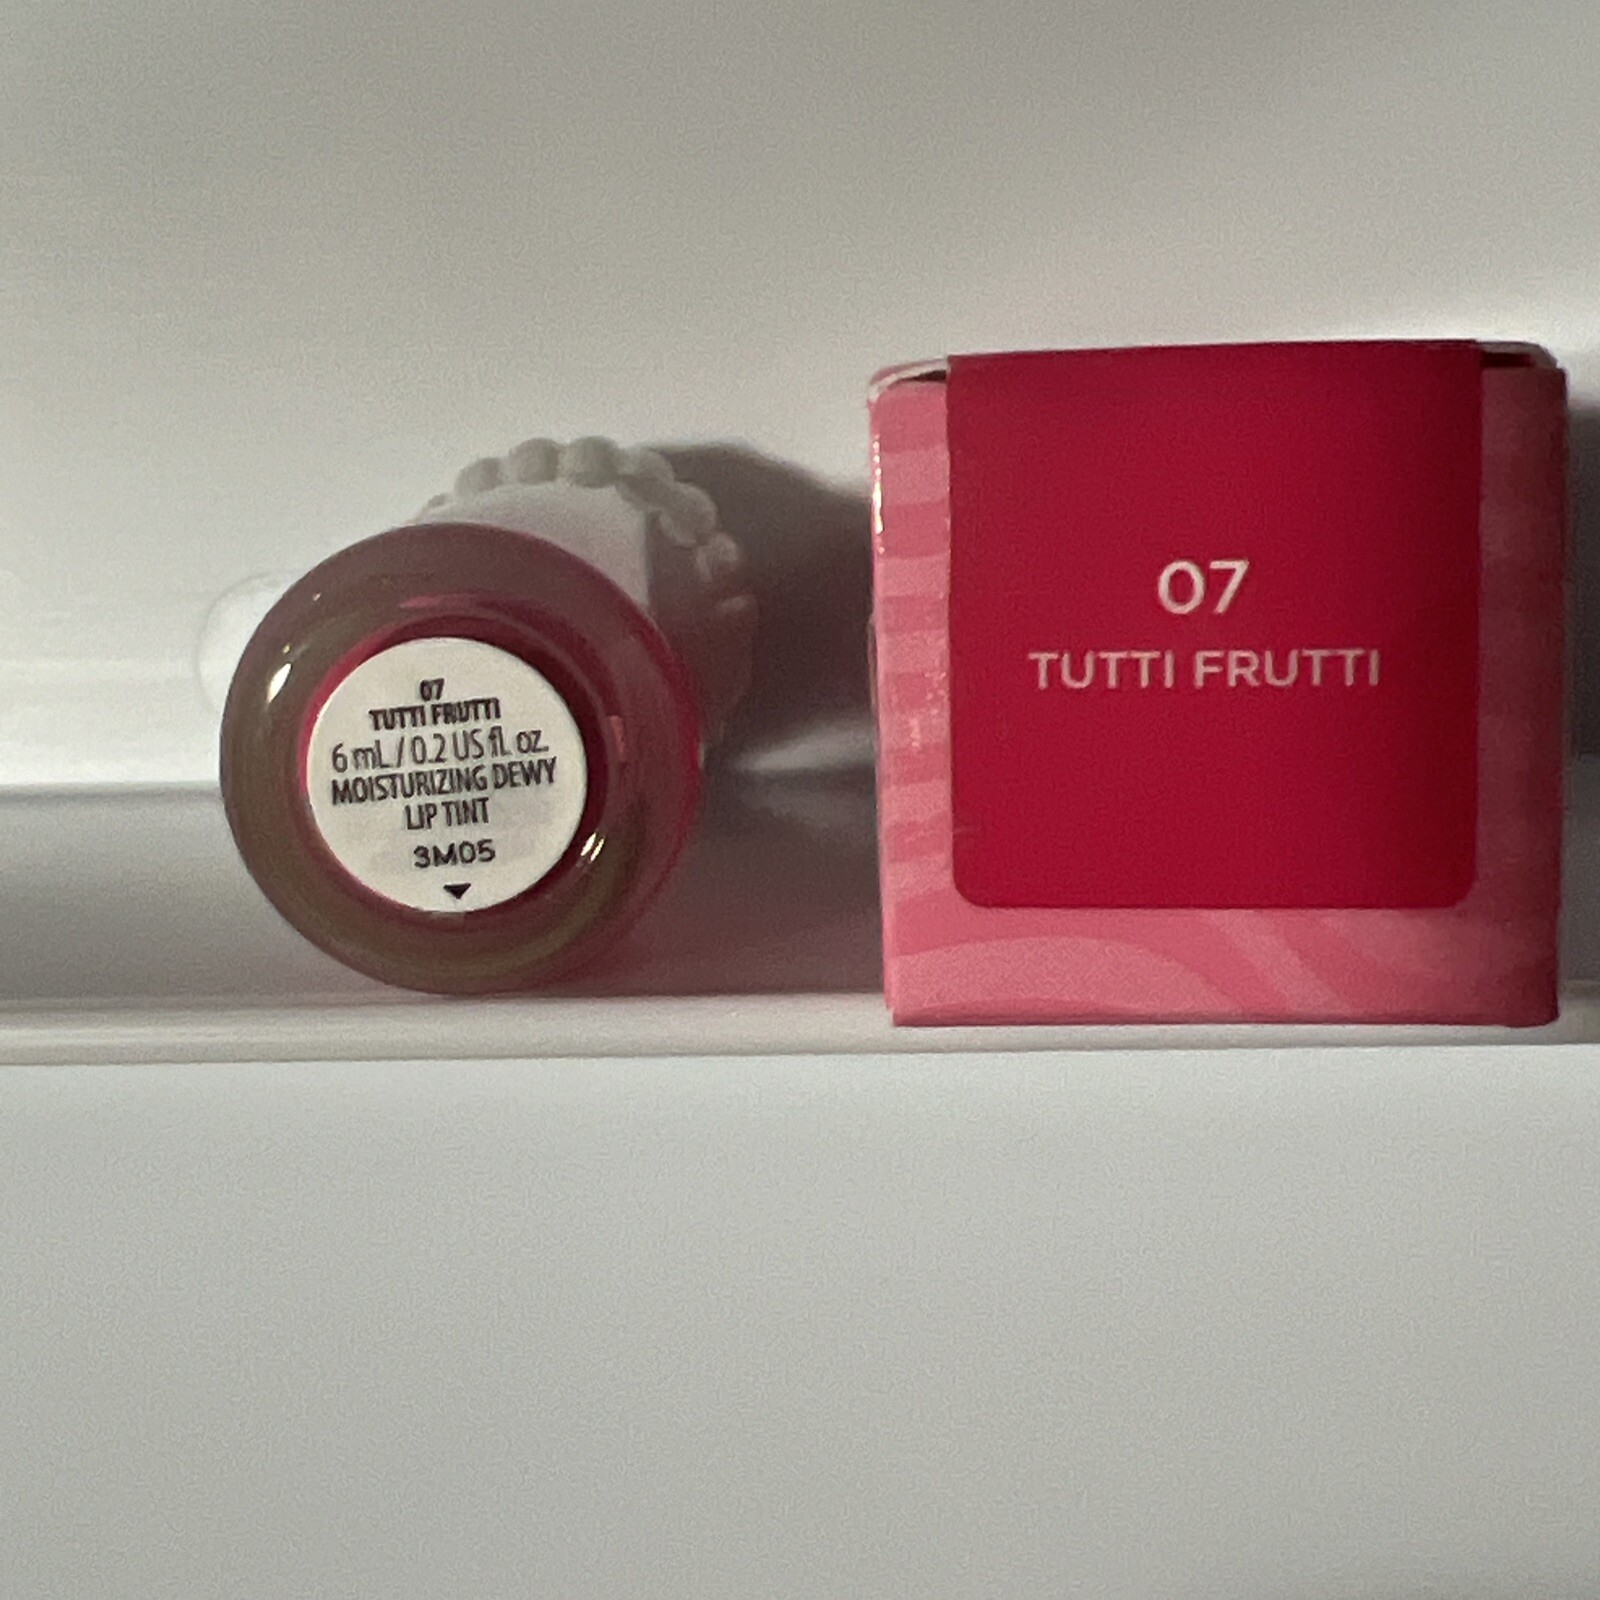 07
TUTTI FRUTTI
6 mL / 0.2 US fl. oz.
MOISTURIZING DEWY
LIP TINT
3M05
07
TUTTI FRUTTI